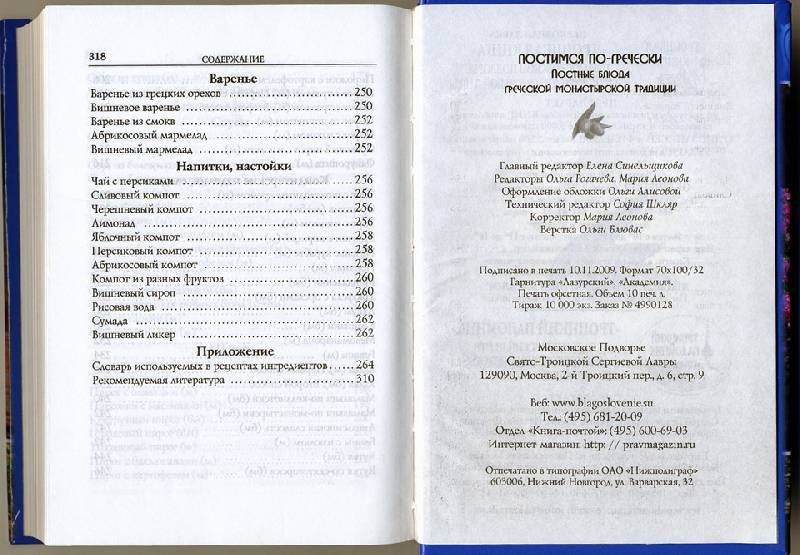 318
СОДЕРЖАНИЕ
Варенье
Варенье из грецких орехов 250
Вишневое варенье 250
Варенье из смокв 252
Абрикосовый мармелад 252
Вишневый мармелад 252
Напитки, настойки
Чай с персиками 256
Сливовый компот 256
Черешневый компот 256
Лимонад 256
Яблочный компот 258
Персиковый компот 258
Абрикосовый компот 258
Компот из разных фруктов 260
Вишневый сироп 260
Рисовая вода 260
Сумада 262
Вишневый ликер 262
Приложение
Словарь используемых в рецептах ингредиентов 264
Рекомендуемая литература 310
ПОСТИМСЯ ПО-ГРЕЧЕСКИ
Постные блюда
греческой монастырской традиции
Главный редактор Елена Синельщикова
Редакторы Ольга Гогичева, Мария Леонова
Оформление обложки Ольги Алисовой
Технический редактор София Шкляр
Корректор Мария Леонова
Верстка Ольги Бловас
Подписано в печать 10.11.2009. Формат 70х100/32
Гарнитура «Лазурский», «Академия».
Печать офсетная. Объем 10 печ. л.
Тираж 10 000 экз. Заказ № 4990128
Московское Подворье
Свято-Троицкой Сергиевой Лавры
129090, Москва, 2-й Троицкий пер., д. 6, стр. 9
Веб: www.blagoslovenie.su
Тел. (495) 681-20-09
Отдел «Книга-почтой»: (495) 600-69-03
Интернет магазин: http:// pravmagazin.ru
Отпечатано в типографии ОАО «Нижполиграф»
603006, Нижний Новгород, ул. Варварская, 32